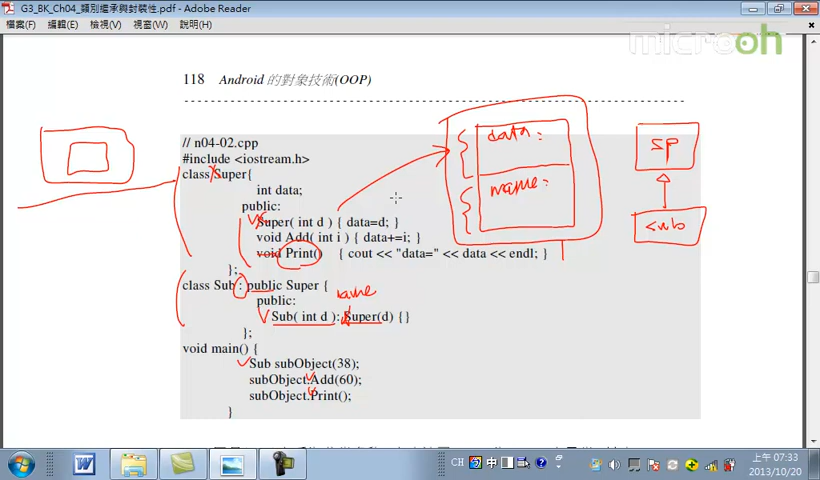 G3_BK_Ch04_類別繼承與封裝性.pdf - Adobe Reader
檔案(F) 編輯(E) 檢視(V) 視窗(W) 說明(H)
microoh
118 Android 的對象技術(OOP)
// n04-02.cpp
#include <iostream.h>
class Super{
int data;
public:
Super( int d ) { data=d; }
void Add( int i ) { data+=i; }
void Print() { cout << "data=" << data << endl; }
};
class Sub : public Super {
public:
Sub( int d ): Super(d) {}
};
void main() {
Sub subObject(38);
subObject.Add(60);
subObject.Print();
}
data:
name:
SP
sub
name
CH 中
上午 07:33
2013/10/20